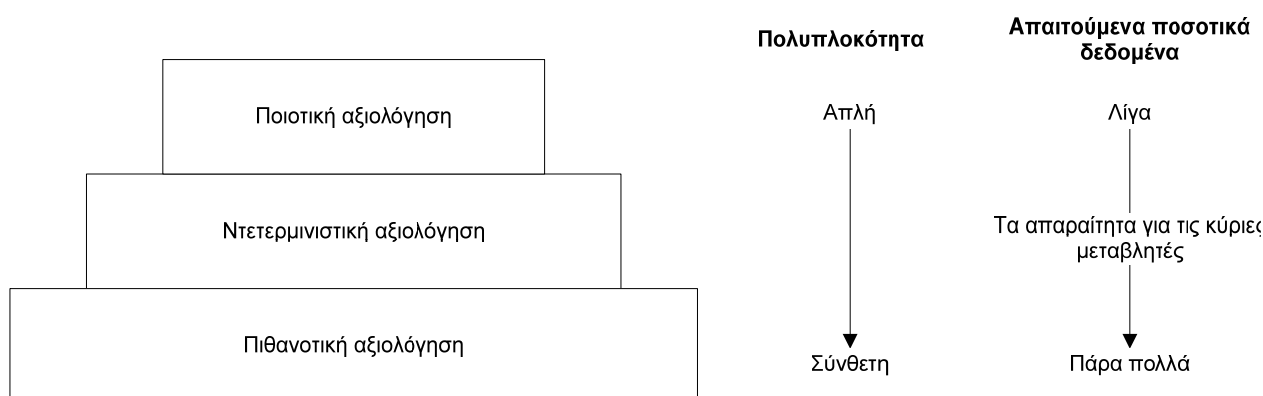 Πολυπλοκότητα
Απαιτούμενα ποσοτικά
δεδομένα
Ποιοτική αξιολόγηση
Απλή
Λίγα
Ντετερμινιστική αξιολόγηση
Τα απαραίτητα για τις κύριες
μεταβλητές
Πιθανοτική αξιολόγηση
Σύνθετη
Πάρα πολλά